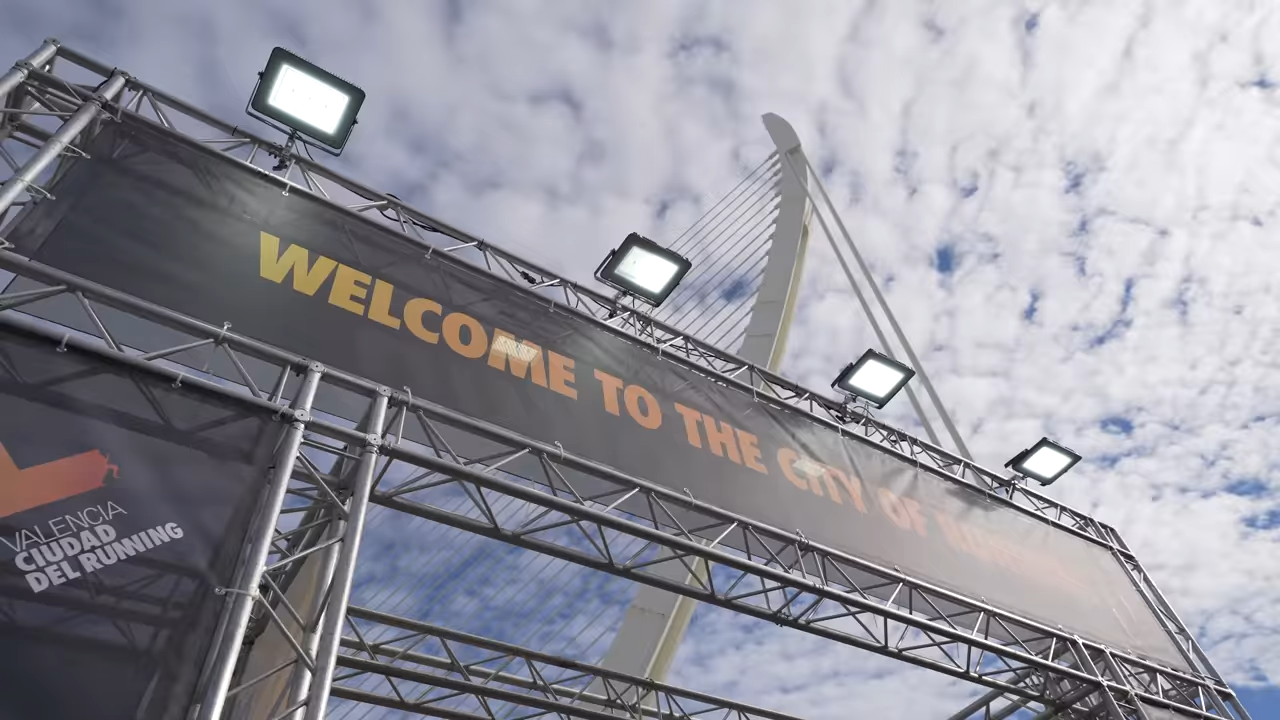 WELCOME TO THE CITY OF
VALENCIA
CIUDAD
DEL RUNNING